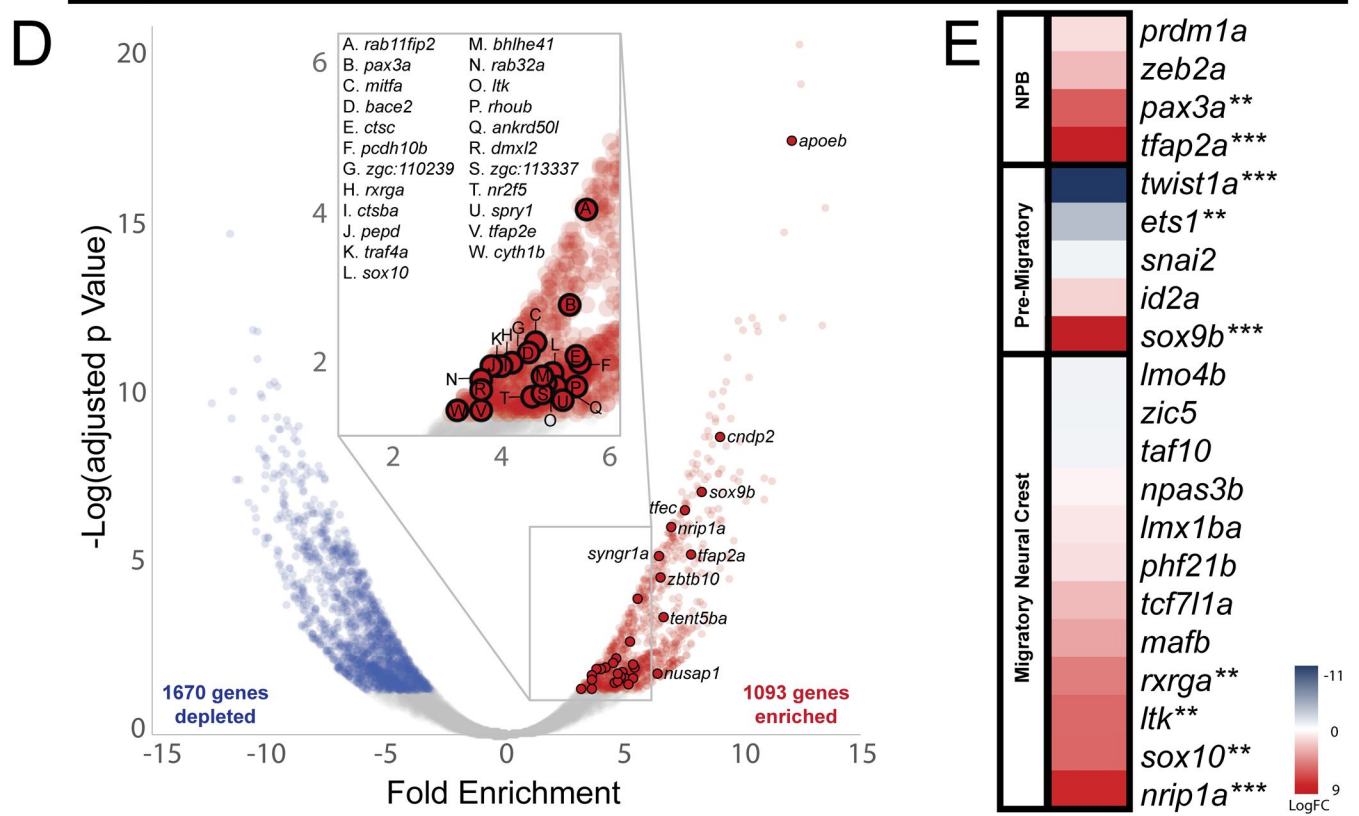 D
-Log(adjusted p Value)
20
15
10
5
0
-15 -10 -5 0 5 10 15
Fold Enrichment
6
4
2
2 4 6
A. rab11fip2
B. pax3a
C. mitfa
D. bace2
E. ctsc
F. pcdh10b
G. zgc:110239
H. rxrga
I. ctsba
J. pepd
K. traf4a
L. sox10
M. bhlhe41
N. rab32a
O. ltk
P. rhoub
Q. ankrd50l
R. dmxl2
S. zgc:113337
T. nr2f5
U. spry1
V. tfap2e
W. cyth1b
A
B
C
G
H
K
L
J
I
D
E
F
N
M
R
P
T
S
U
Q
W
V
O
apoeb
cndp2
sox9b
tfec
nrip1a
syngr1a
tfap2a
zbtb10
tent5ba
nusap1
1670 genes
depleted
1093 genes
enriched
E
NPB
prdm1a
zeb2a
pax3a**
tfap2a***
Pre-Migratory
twist1a***
ets1**
snai2
id2a
sox9b***
Migratory Neural Crest
lmo4b
zic5
taf10
npas3b
lmx1ba
phf21b
tcf7l1a
mafb
rxrga**
ltk**
sox10**
nrip1a***
-11
0
9
LogFC